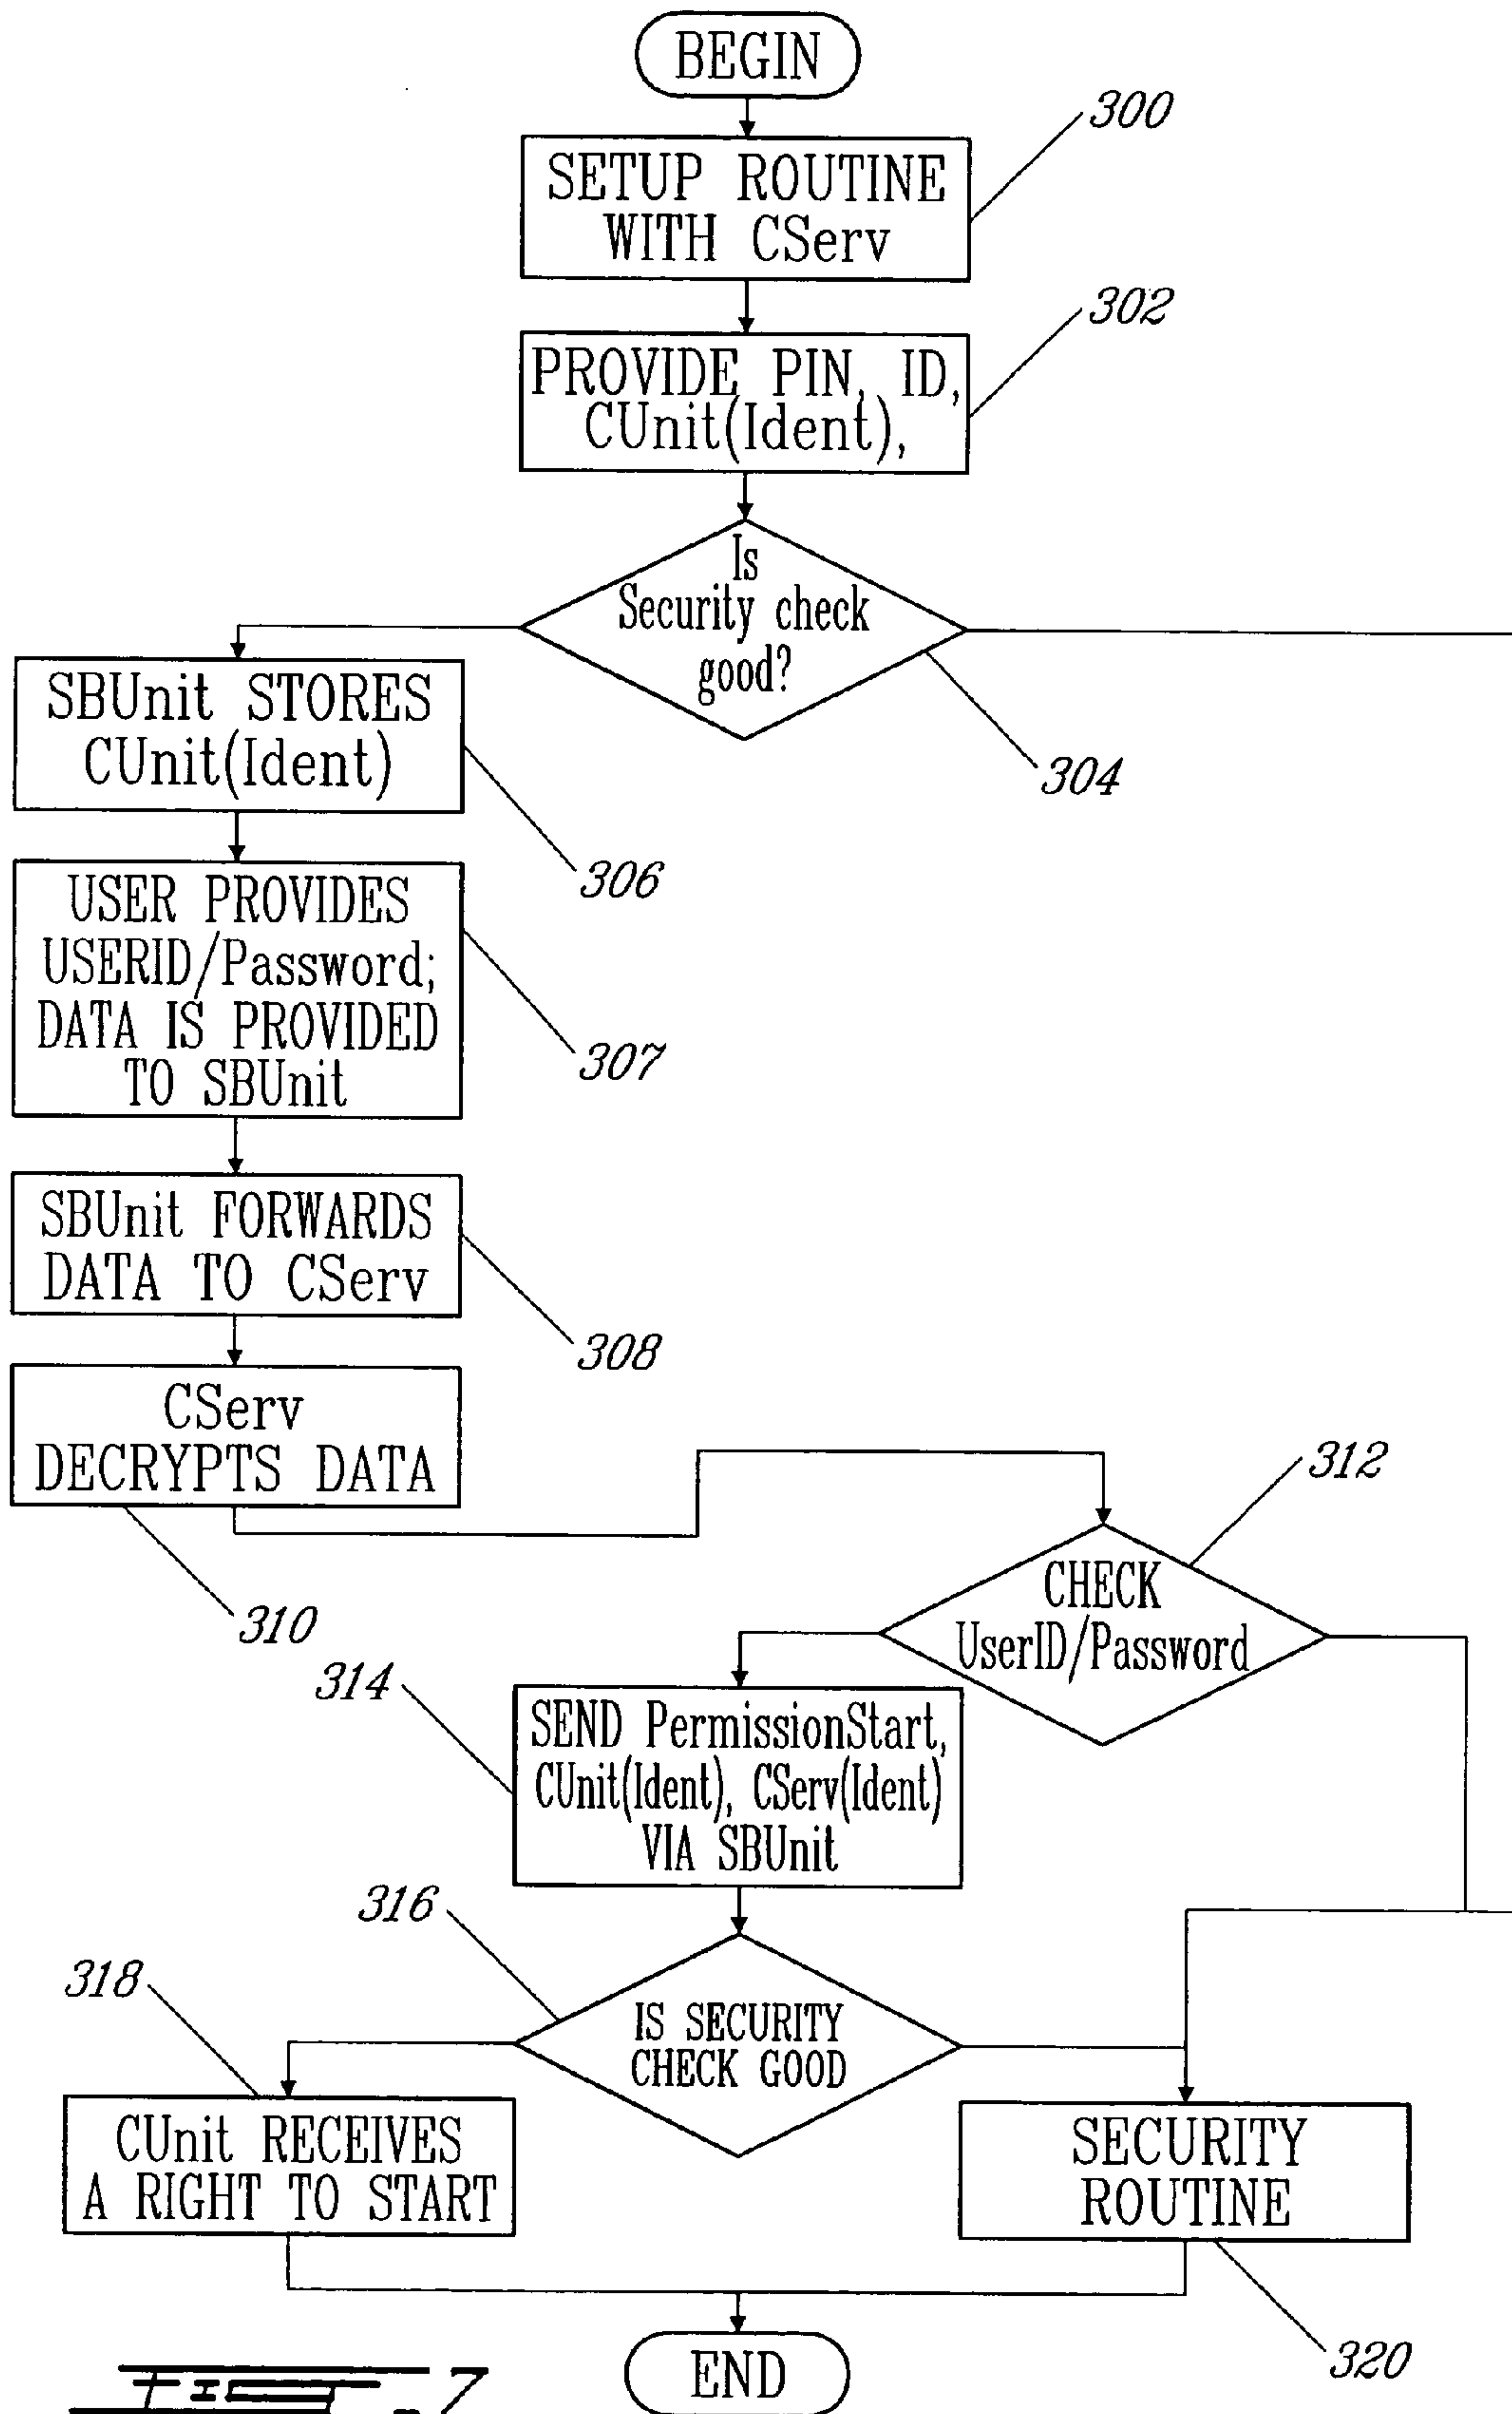 BEGIN
300
SETUP ROUTINE
WITH CServ
302
PROVIDE PIN, ID,
CUnit(Ident),
Is
Security check
good?
304
SBUnit STORES
CUnit(Ident)
306
USER PROVIDES
USERID/Password;
DATA IS PROVIDED
TO SBUnit
307
SBUnit FORWARDS
DATA TO CServ
308
CServ
DECRYPTS DATA
310
312
CHECK
UserID/Password
314
SEND PermissionStart,
CUnit(Ident), CServ(Ident)
VIA SBUnit
316
IS SECURITY
CHECK GOOD
318
CUnit RECEIVES
A RIGHT TO START
SECURITY
ROUTINE
320
END